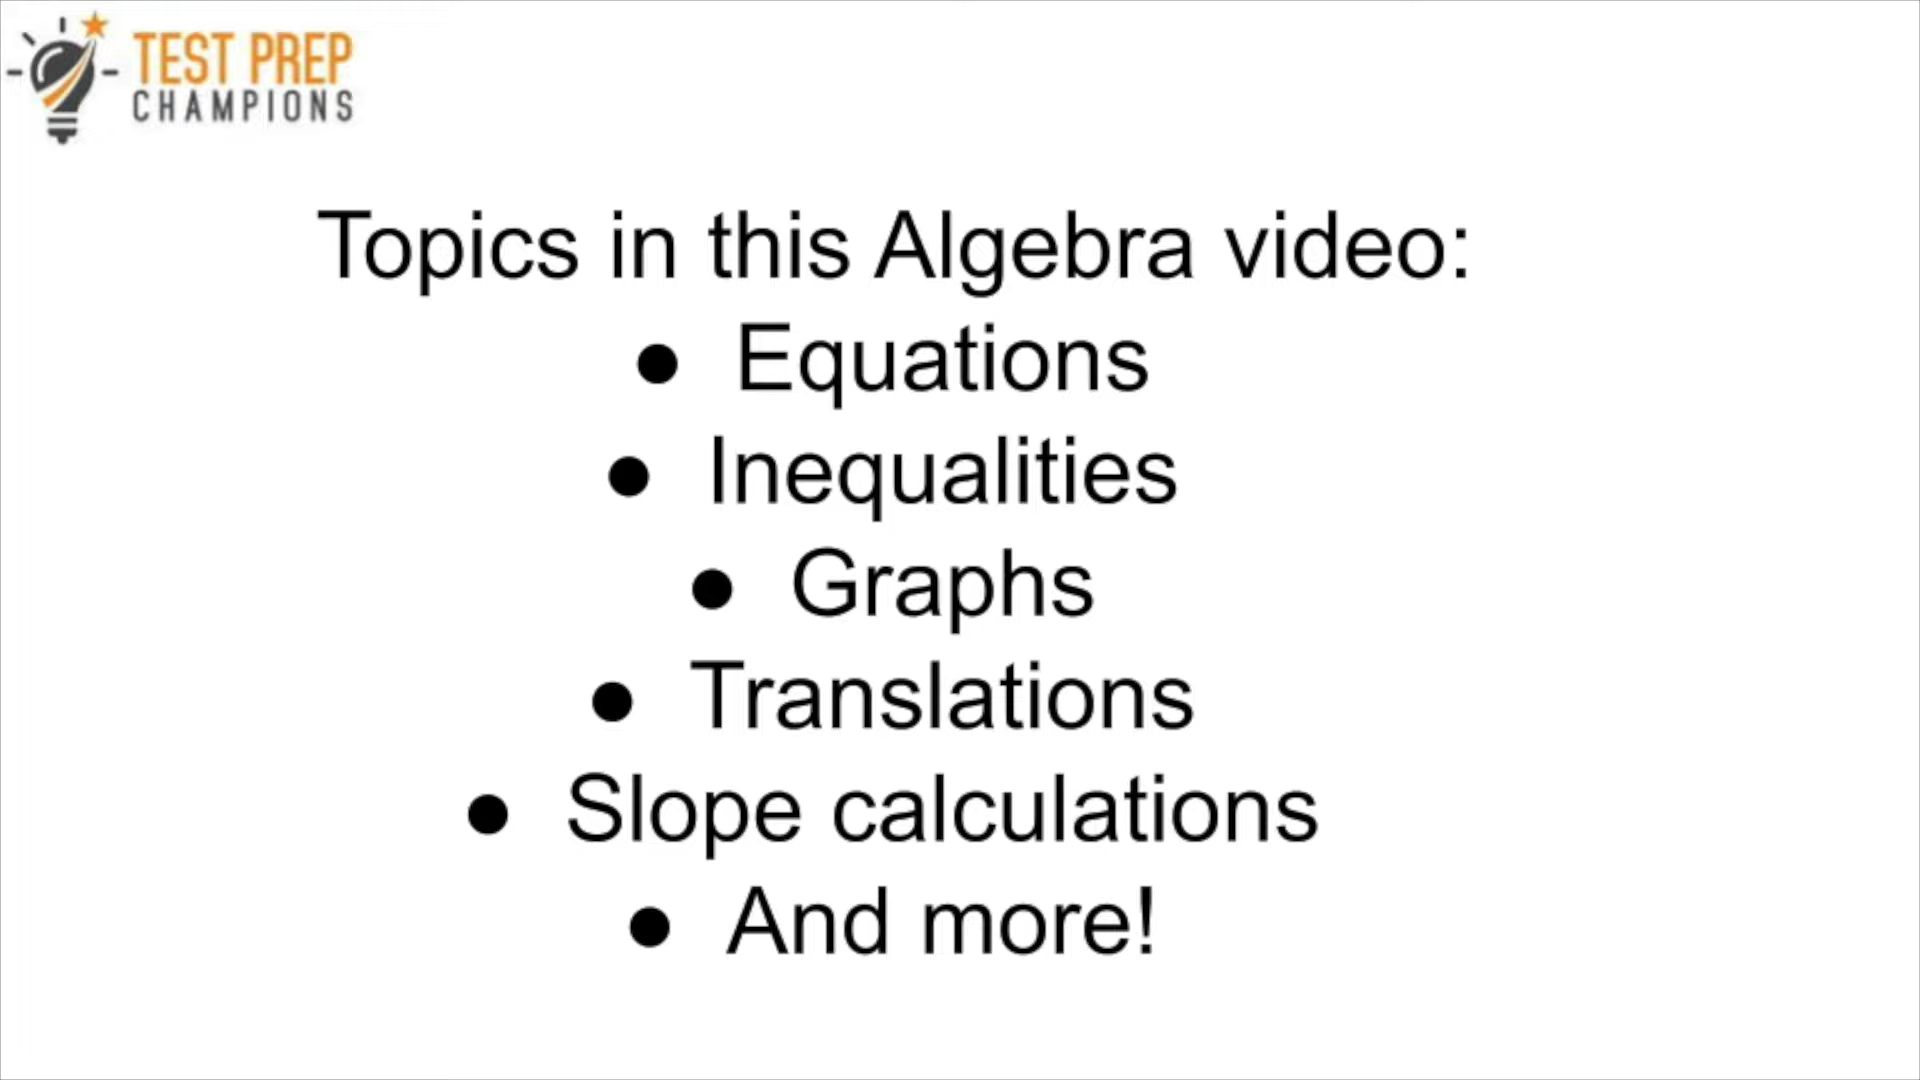 TEST PREP
CHAMPIONS
Topics in this Algebra video:
● Equations
● Inequalities
● Graphs
● Translations
● Slope calculations
● And more!